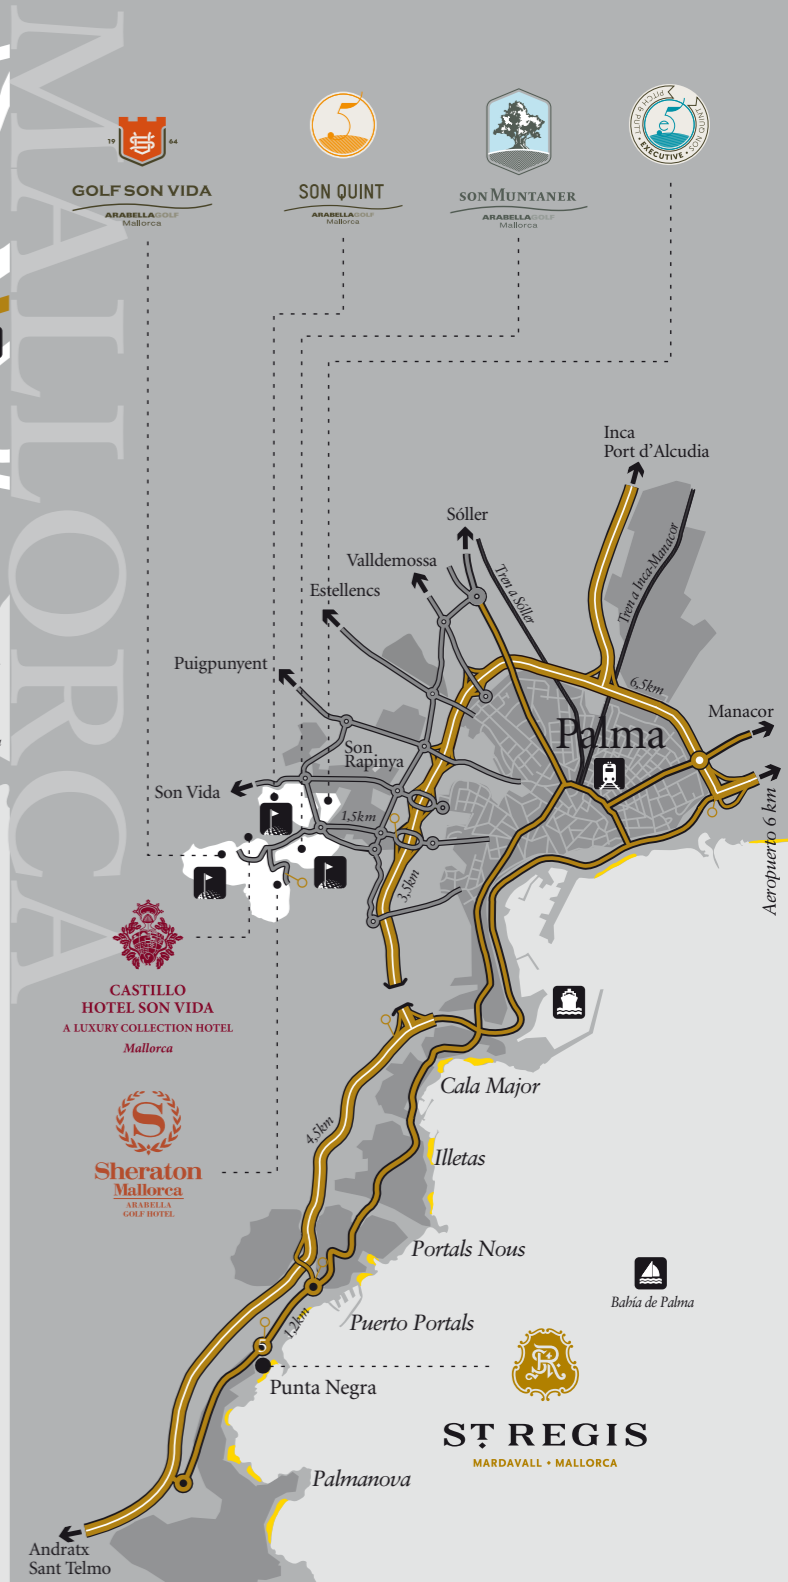 MALLORCA
19 64
GOLF SON VIDA
ARABELLAGOLF
Mallorca
5
SON QUINT
ARABELLAGOLF
Mallorca
SON MUNTANER
ARABELLAGOLF
Mallorca
5
PITCH & PUTT
SON QUINT
• EXECUTIVE •
Inca
Port d'Alcudia
Sóller
Valldemossa
Estellencs
Puigpunyent
Tren a Sóller
Tren a Inca-Manacor
6,5km
Manacor
Palma
Son
Rapinya
Son Vida
1,5km
3,5km
Aeropuerto 6 km
CASTILLO
HOTEL SON VIDA
A LUXURY COLLECTION HOTEL
Mallorca
Cala Major
4,5km
Illetas
S
Sheraton
Mallorca
ARABELLA
GOLF HOTEL
Portals Nous
Bahía de Palma
Puerto Portals
1,2km
5
Punta Negra
SR
ST REGIS
MARDAVALL • MALLORCA
Palmanova
Andratx
Sant Telmo